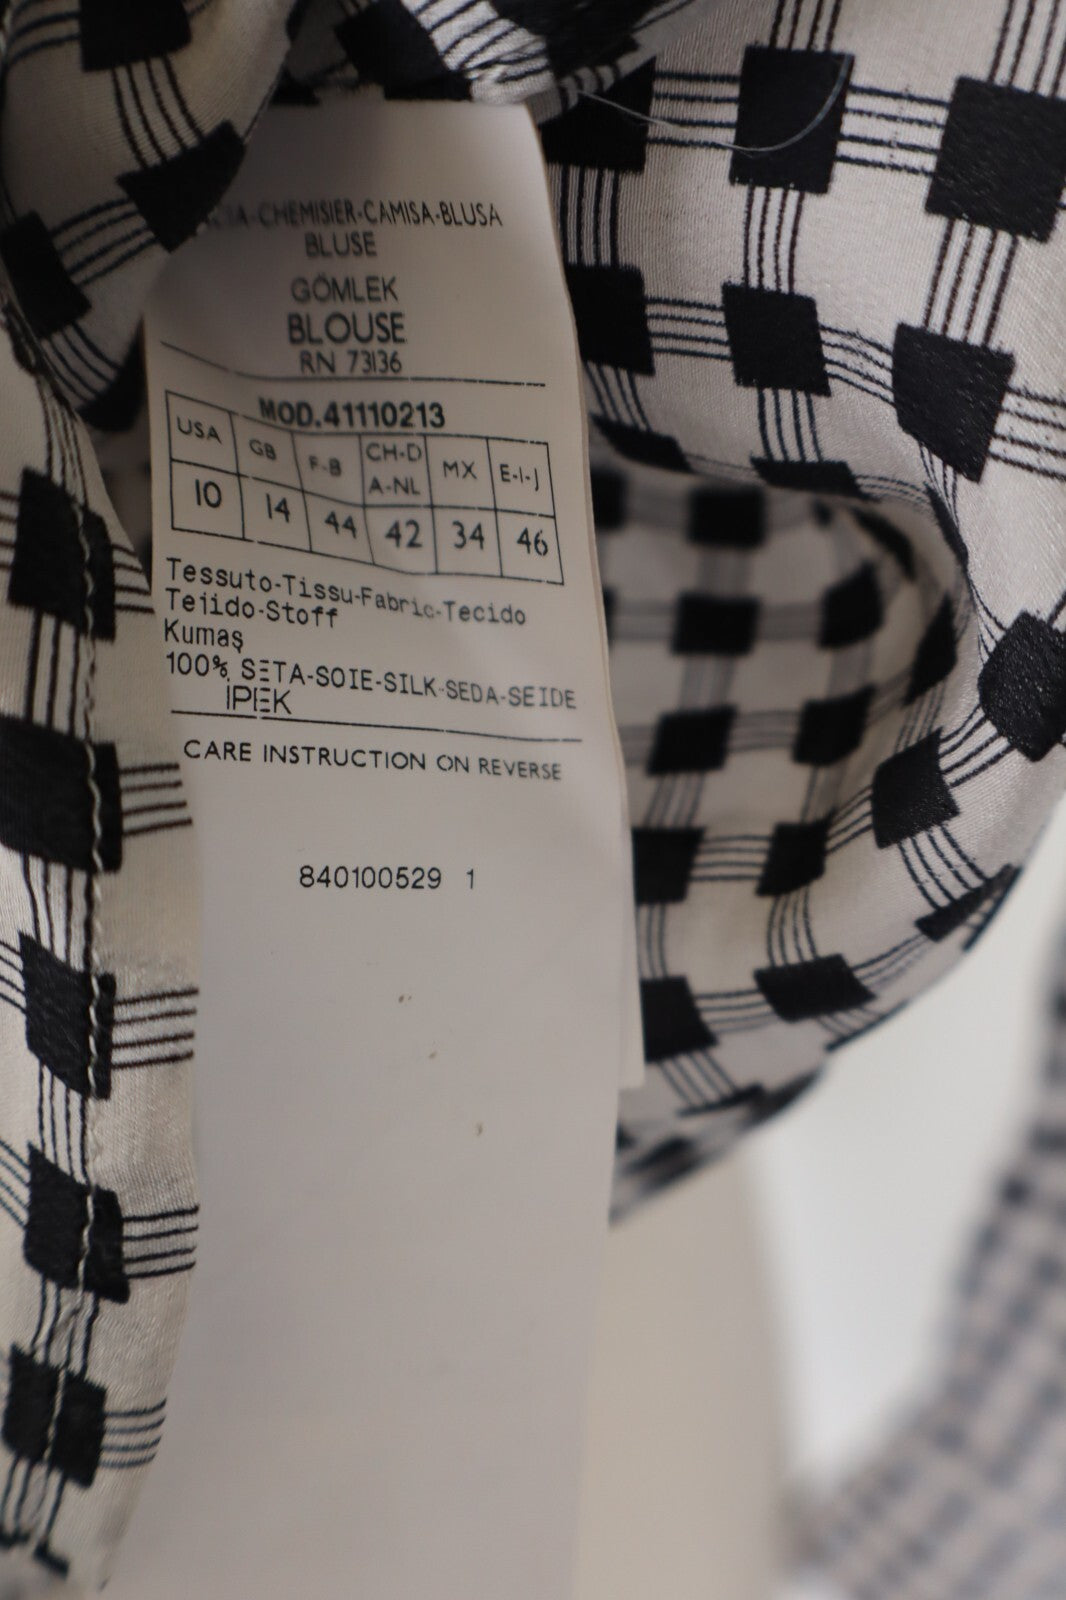 CIA-CHEMISIER-CAMISA-BLUSA
BLUSE
GÖMLEK
BLOUSE
RN 73136
MOD.41110213
USA GB F-B CH-D A-NL MX E-I-J
10 14 44 42 34 46
Tessuto-Tissu-Fabric-Tecido
Tejido-Stoff
Kumaş
100% SETA-SOIE-SILK-SEDA-SEIDE
İPEK
CARE INSTRUCTION ON REVERSE
840100529 1